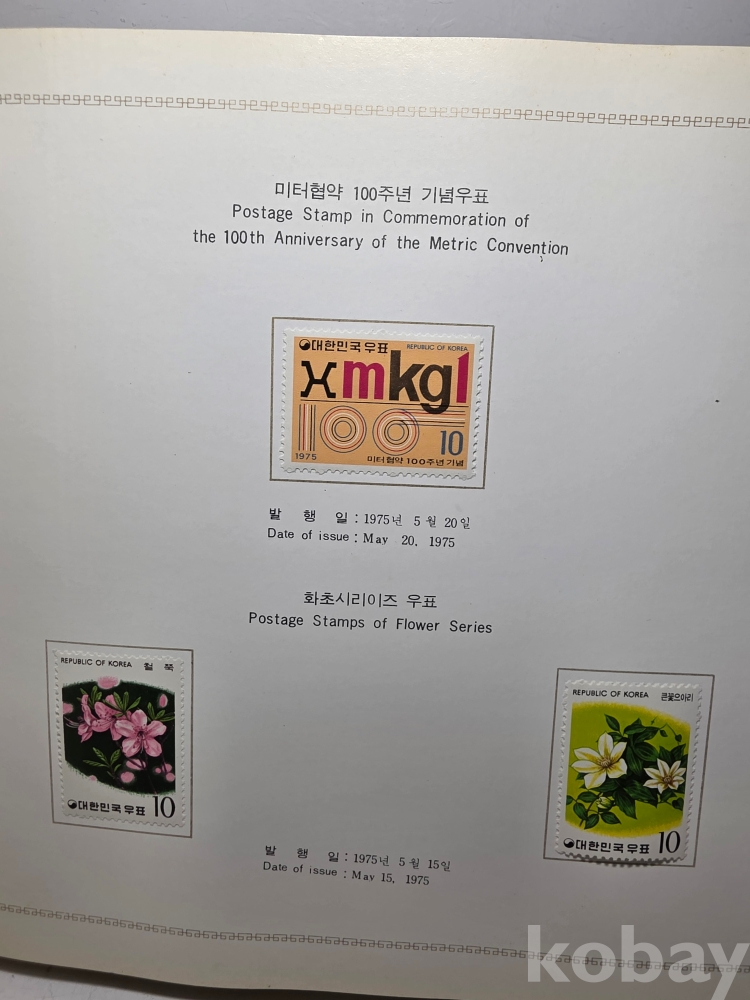 미터협약 100주년 기념우표
Postage Stamp in Commemoration of
the 100th Anniversary of the Metric Convention
대한민국우표 REPUBLIC OF KOREA
mkgl
100
10
1975 미터협약 100주년 기념
발 행 일 : 1975년 5월 20일
Date of issue : May 20, 1975
화초시리이즈 우표
Postage Stamps of Flower Series
REPUBLIC OF KOREA 철쭉
대한민국우표 10
REPUBLIC OF KOREA 큰꽃으아리
대한민국우표 10
발 행 일 : 1975년 5월 15일
Date of issue : May 15, 1975
kobay